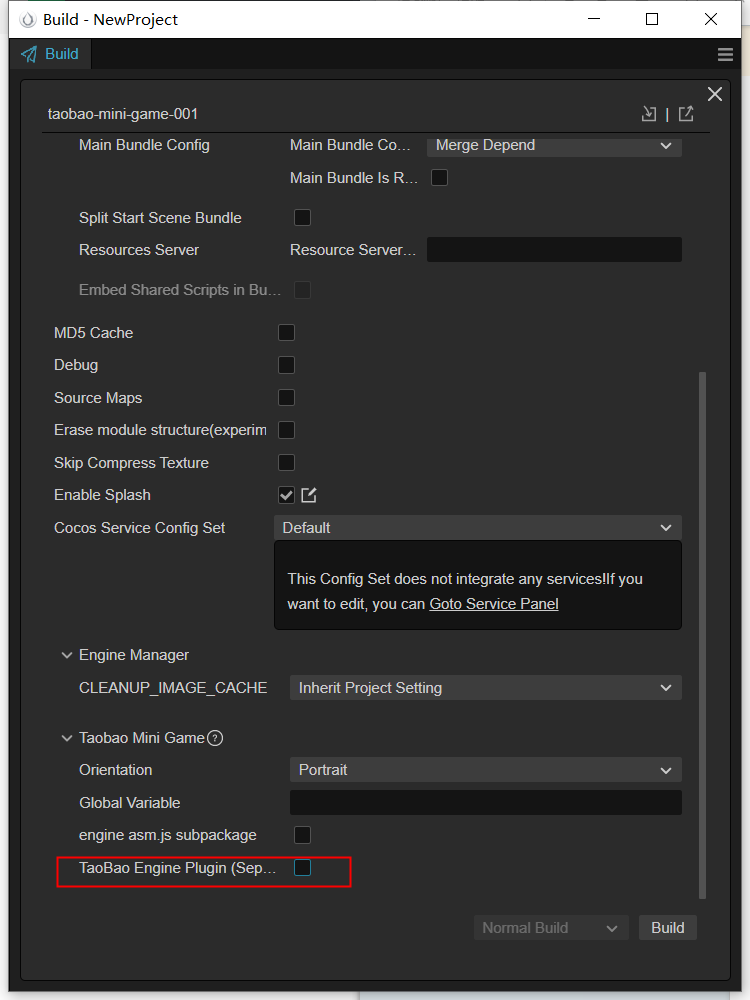 Build - NewProject
Build
taobao-mini-game-001
Main Bundle Config Main Bundle Co... Merge Depend
Main Bundle Is R...
Split Start Scene Bundle
Resources Server Resource Server...
Embed Shared Scripts in Bu...
MD5 Cache
Debug
Source Maps
Erase module structure(experim
Skip Compress Texture
Enable Splash
Cocos Service Config Set Default
This Config Set does not integrate any services!If you
want to edit, you can Goto Service Panel
Engine Manager
CLEANUP_IMAGE_CACHE Inherit Project Setting
Taobao Mini Game ?
Orientation Portrait
Global Variable
engine asm.js subpackage
TaoBao Engine Plugin (Sep...
Normal Build Build